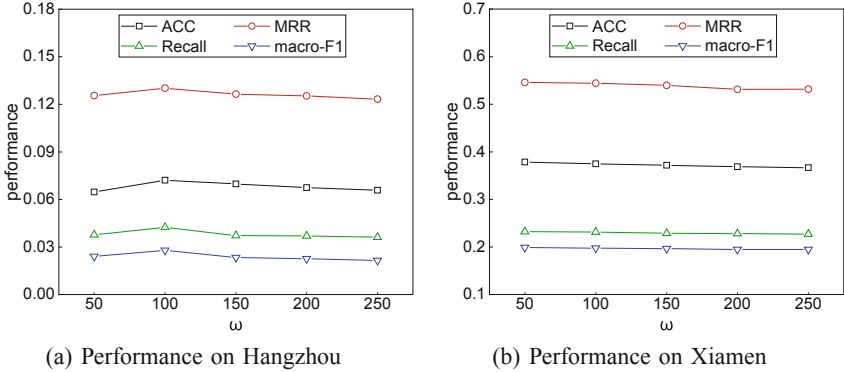 0.18
0.15
0.12
0.09
0.06
0.03
0.00
performance
ACC
MRR
Recall
macro-F1
50
100
150
200
250
ω
(a) Performance on Hangzhou
0.7
0.6
0.5
0.4
0.3
0.2
0.1
performance
ACC
MRR
Recall
macro-F1
50
100
150
200
250
ω
(b) Performance on Xiamen